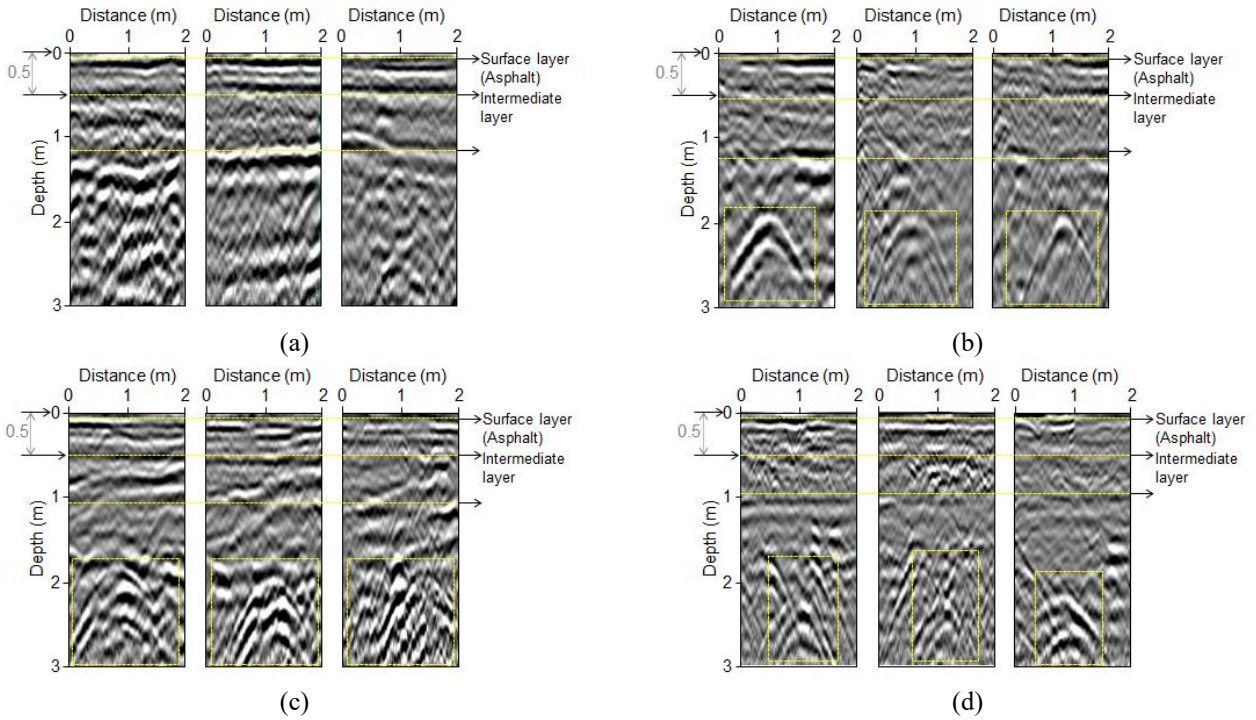 Distance (m) Distance (m) Distance (m)
0 1 2 0 1 2 0 1 2
0
0.5
1
2
3
Depth (m)
Surface layer
(Asphalt)
Intermediate
layer
(a)
Distance (m) Distance (m) Distance (m)
0 1 2 0 1 2 0 1 2
0
0.5
1
2
3
Depth (m)
Surface layer
(Asphalt)
Intermediate
layer
(b)
Distance (m) Distance (m) Distance (m)
0 1 2 0 1 2 0 1 2
0
0.5
1
2
3
Depth (m)
Surface layer
(Asphalt)
Intermediate
layer
(c)
Distance (m) Distance (m) Distance (m)
0 1 2 0 1 2 0 1 2
0
0.5
1
2
3
Depth (m)
Surface layer
(Asphalt)
Intermediate
layer
(d)